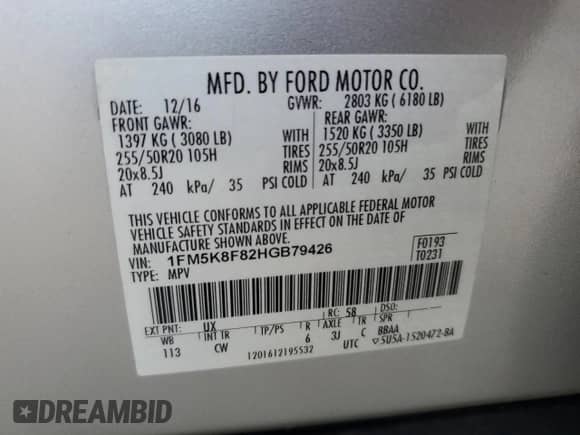 MFD. BY FORD MOTOR CO.
DATE: 12/16 GVWR: 2803 KG ( 6180 LB)
FRONT GAWR: REAR GAWR:
1397 KG ( 3080 LB) WITH 1520 KG ( 3350 LB) WITH
255/50R20 105H TIRES 255/50R20 105H TIRES
20x8.5J RIMS 20x8.5J RIMS
AT 240 kPa/ 35 PSI COLD AT 240 kPa/ 35 PSI COLD
THIS VEHICLE CONFORMS TO ALL APPLICABLE FEDERAL MOTOR
VEHICLE SAFETY STANDARDS IN EFFECT ON THE DATE OF
MANUFACTURE SHOWN ABOVE.
VIN: 1FM5K8F82HGB79426 F0193
TYPE: MPV T0231
EXT PNT: UX RC: 58 DSO:
WB INT TR TP/PS R AXLE TR SPR
113 CW 6 3J C BBAA
1201612195532 UTC 5U5A-1520472-BA
DREAMBID